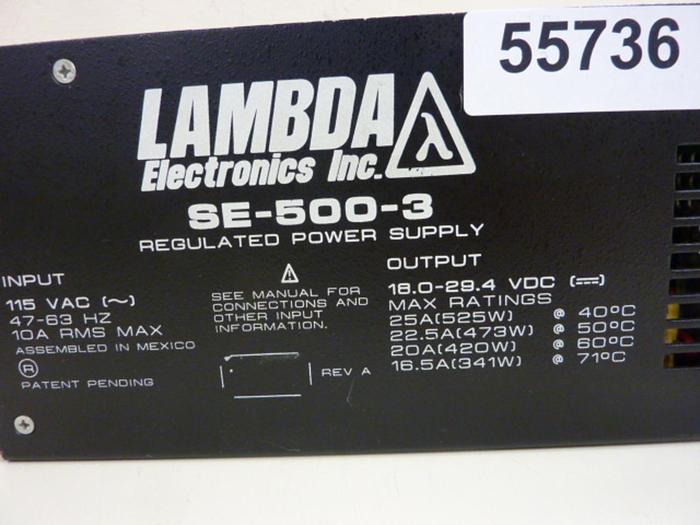 55736
LAMBDA
Electronics Inc.
λ
SE-500-3
REGULATED POWER SUPPLY
INPUT
115 VAC (~)
47-63 HZ
10A RMS MAX
ASSEMBLED IN MEXICO
R
PATENT PENDING
SEE MANUAL FOR
CONNECTIONS AND
OTHER INPUT
INFORMATION.
REV A
OUTPUT
18.0-29.4 VDC (⎓)
MAX RATINGS
25A(525W) @ 40°C
22.5A(473W) @ 50°C
20A(420W) @ 60°C
16.5A(341W) @ 71°C